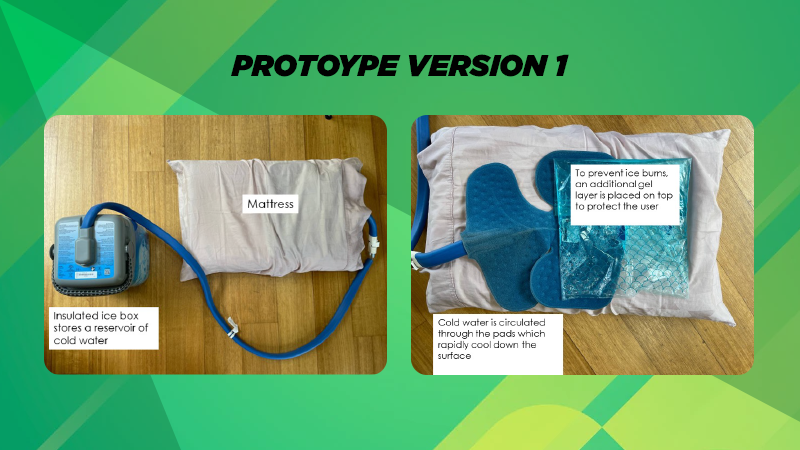 PROTOYPE VERSION 1
Mattress
Insulated ice box
stores a reservoir of
cold water
To prevent ice burns,
an additional gel
layer is placed on top
to protect the user
Cold water is circulated
through the pads which
rapidly cool down the
surface